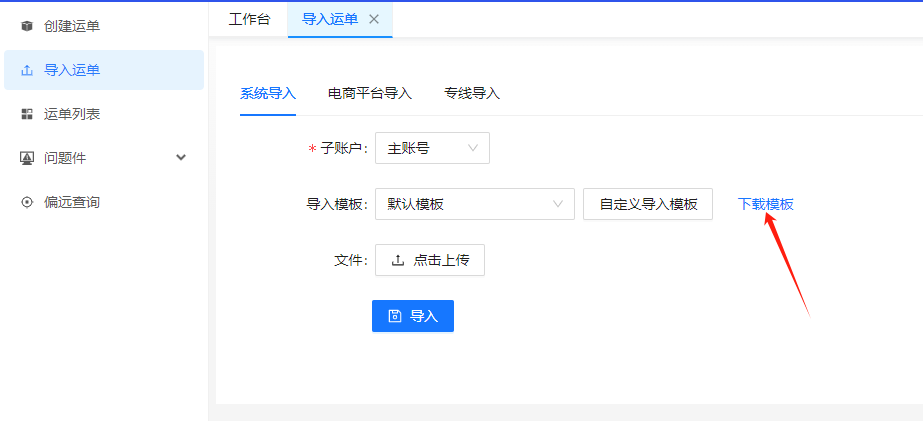 创建运单
导入运单
运单列表
问题件
偏远查询
工作台 导入运单
系统导入 电商平台导入 专线导入
* 子账户: 主账号
导入模板: 默认模板 自定义导入模板 下载模板
文件: 点击上传
导入